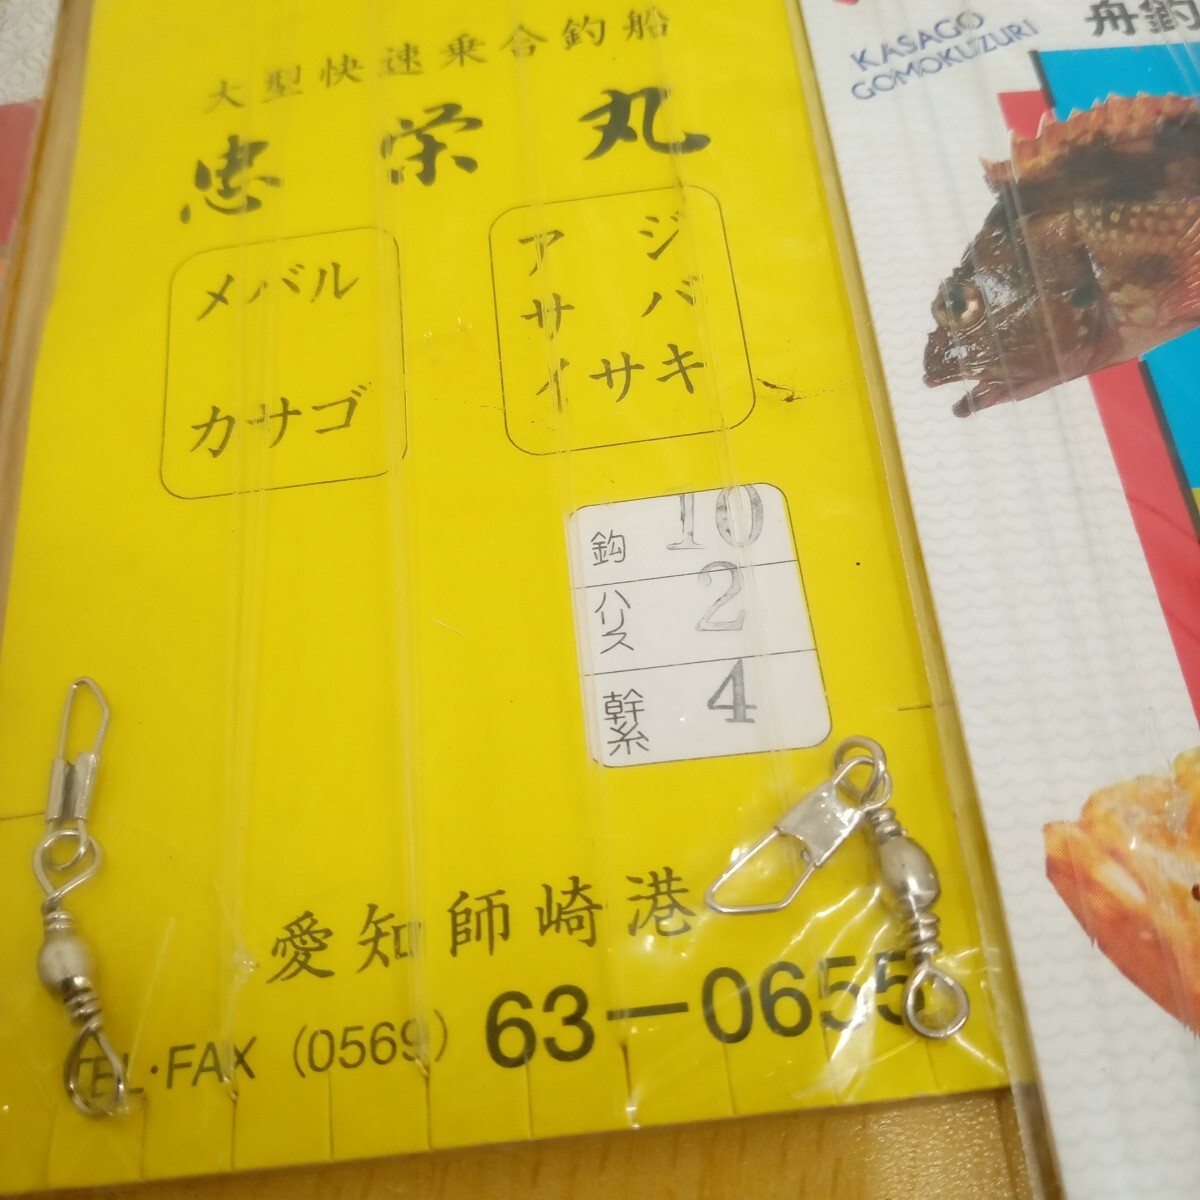 大型快速乗合釣船
忠栄丸
メバル
カサゴ
アジ
サバ
イサキ
鈎 10
ハリス 2
幹糸 4
愛知師崎港
TEL・FAX (0569) 63-0655
KASAGO
GOMOKUZURI
舟釣